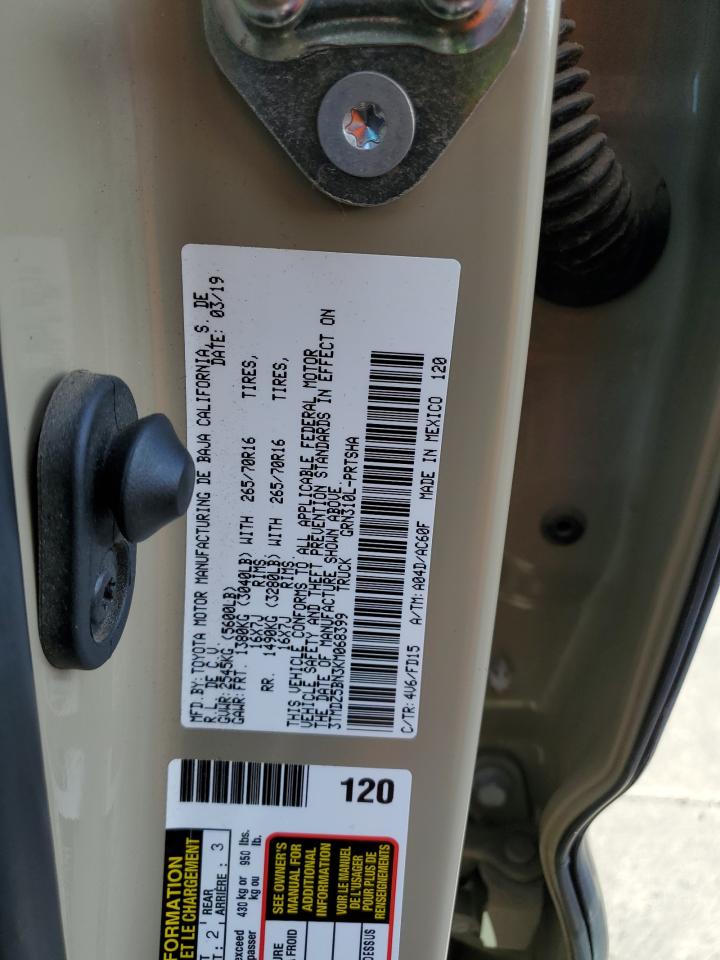 MFD.BY: TOYOTA MOTOR MANUFACTURING DE BAJA CALIFORNIA, S. DE
R.L. DE C.V. DATE: 03/19
GVWR: 2545KG (5600LB)
GAWR:FRT. 1380KG (3040LB) WITH 265/70R16 TIRES,
16X7J RIMS
RR. 1490KG (3280LB) WITH 265/70R16 TIRES,
16X7J RIMS.
THIS VEHICLE CONFORMS TO ALL APPLICABLE FEDERAL MOTOR
VEHICLE SAFETY AND THEFT PREVENTION STANDARDS IN EFFECT ON
THE DATE OF MANUFACTURE SHOWN ABOVE.
3TMDZ5BN3KM068399 TRUCK GRN310L-PRTSHA
C/TR: 4V6/FD15 A/TM: A04D/AC60F MADE IN MEXICO 120
120
FORMATION
ET LE CHARGEMENT
: 2 REAR
ARRIÈRE : 3
exceed 430 kg or 950 lbs.
kg ou lb.
SEE OWNER'S
MANUAL FOR
ADDITIONAL
INFORMATION
VOIR LE MANUEL
DE L'USAGER
POUR PLUS DE
RENSEIGNEMENTS
FROID
DESSUS